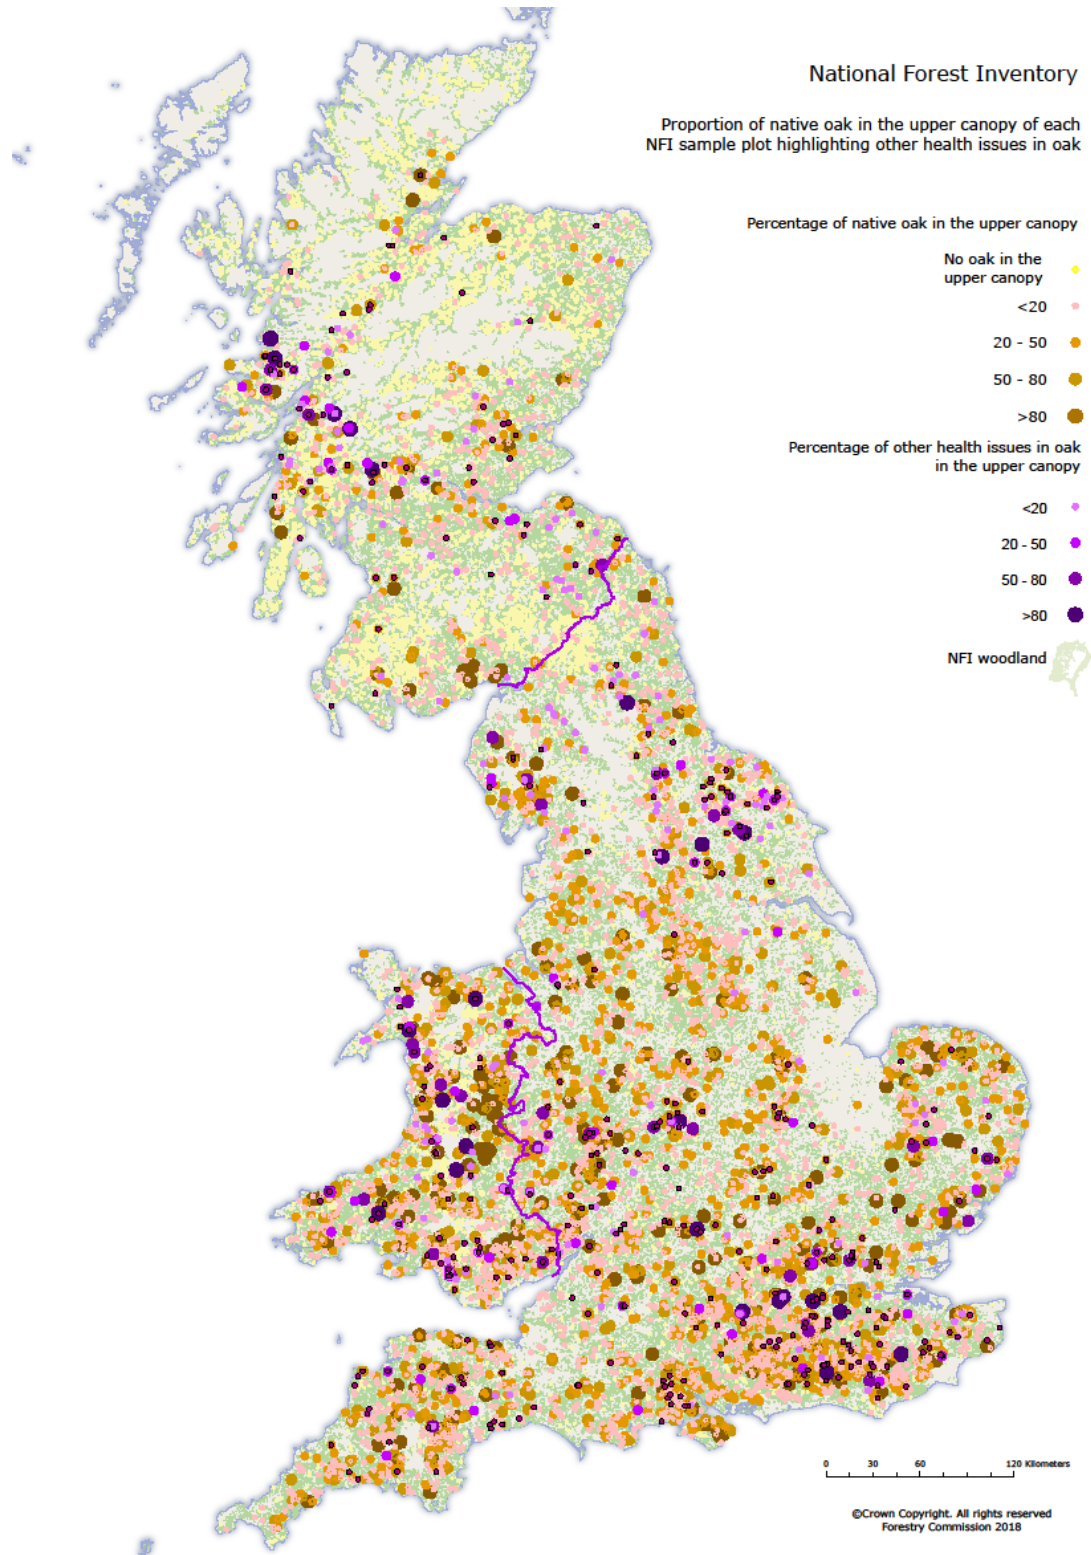 National Forest Inventory
Proportion of native oak in the upper canopy of each
NFI sample plot highlighting other health issues in oak
Percentage of native oak in the upper canopy
No oak in the
upper canopy
<20
20 - 50
50 - 80
>80
Percentage of other health issues in oak
in the upper canopy
<20
20 - 50
50 - 80
>80
NFI woodland
0 30 60 120 Kilometers
©Crown Copyright. All rights reserved
Forestry Commission 2018